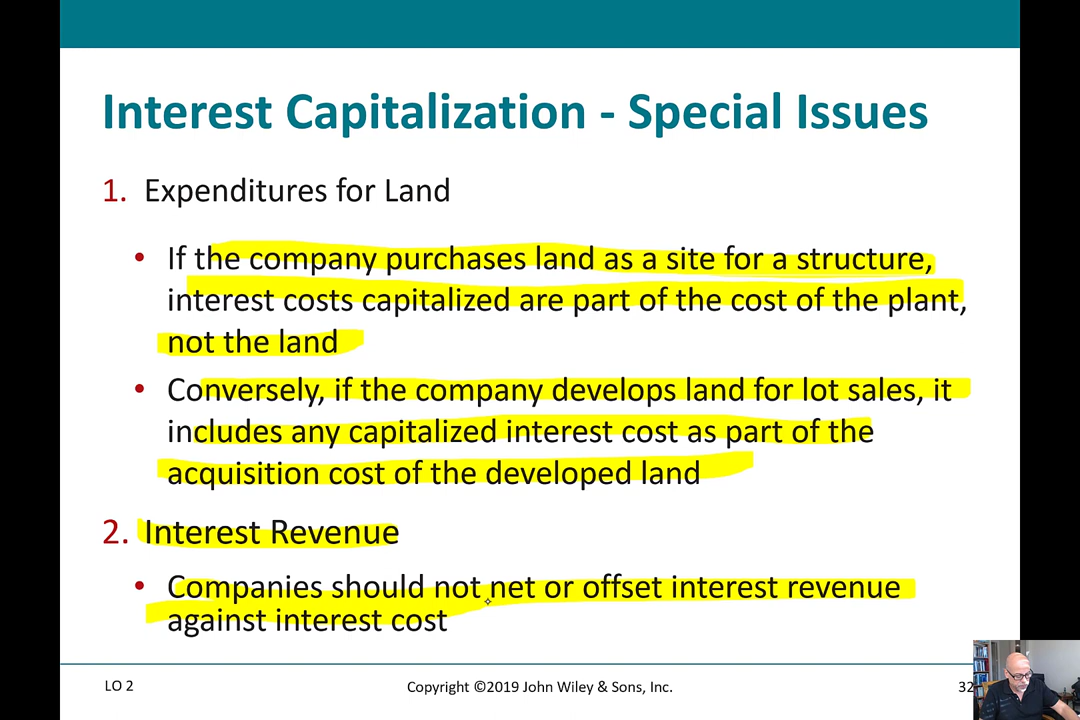 Interest Capitalization - Special Issues
1. Expenditures for Land
• If the company purchases land as a site for a structure,
interest costs capitalized are part of the cost of the plant,
not the land
• Conversely, if the company develops land for lot sales, it
includes any capitalized interest cost as part of the
acquisition cost of the developed land
2. Interest Revenue
• Companies should not net or offset interest revenue
against interest cost
LO 2
Copyright ©2019 John Wiley & Sons, Inc.
32